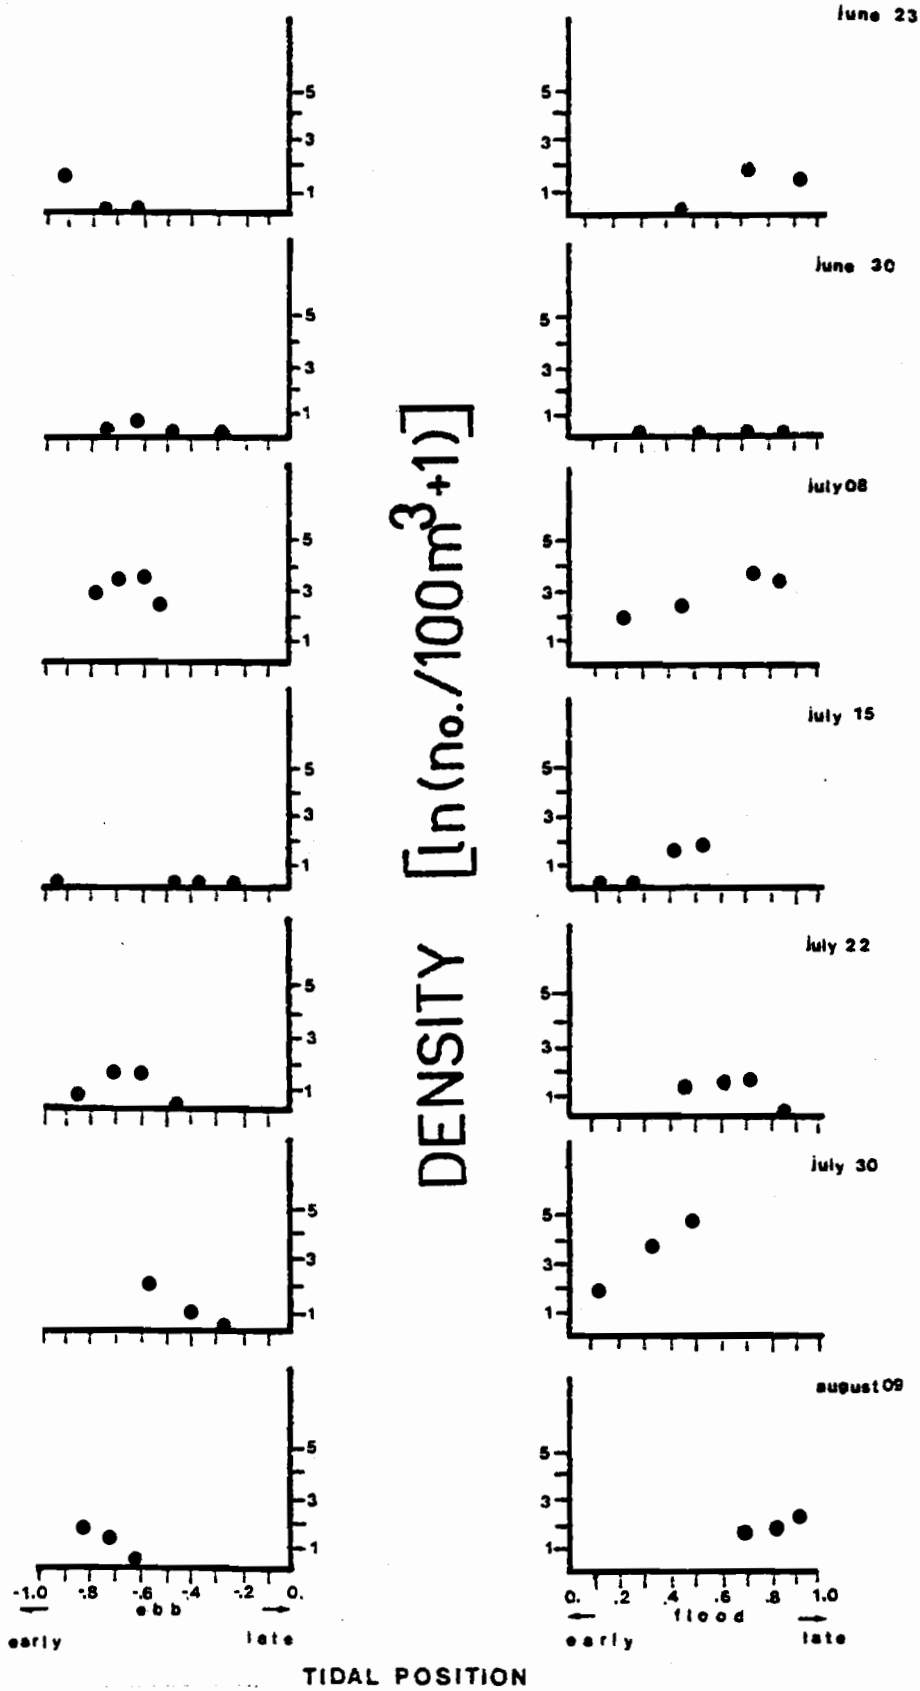 june 23
5 5
3 3
1 1
june 30
5 5
3 3
1 1
july 08
5 5
3 3
1 1
july 15
5 5
3 3
1 1
july 22
5 5
3 3
1 1
july 30
5 5
3 3
1 1
august 09
5 5
3 3
1 1
DENSITY [ln(no./100m³+1)]
-1.0 .8 -.6 -.4 -.2 0. 0. .2 .4 .6 .8 1.0
ebb flood
early late early late
TIDAL POSITION